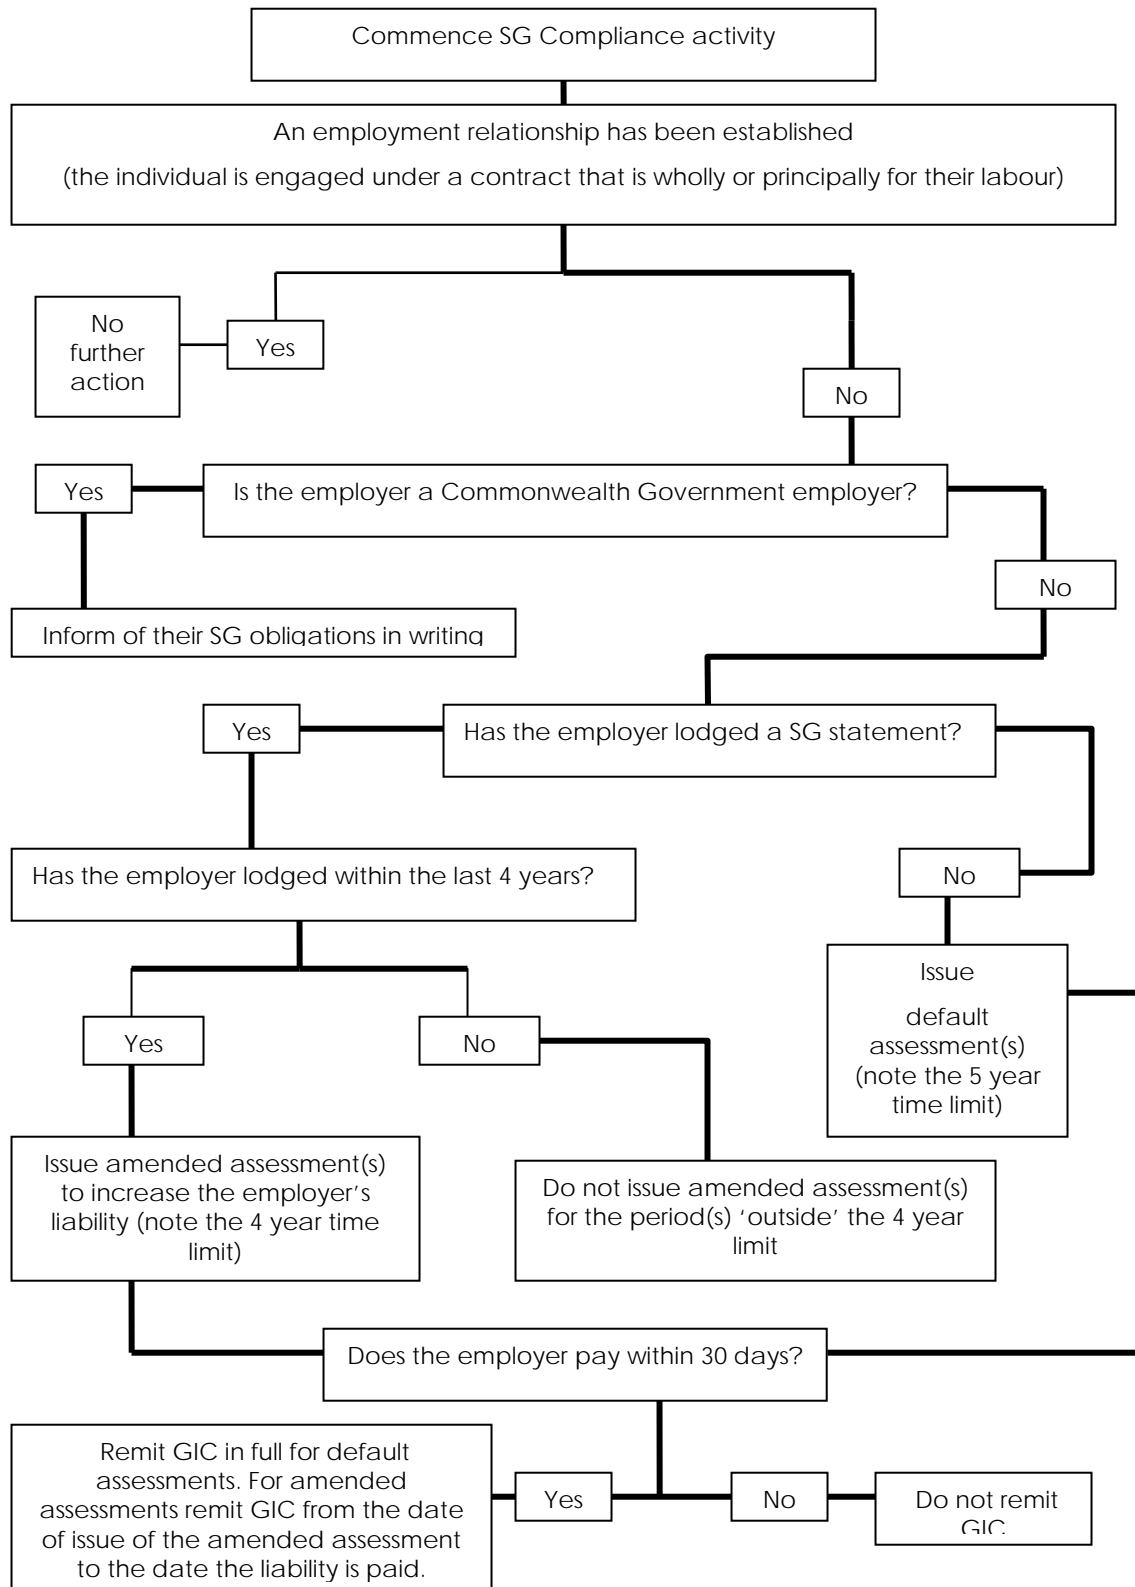 Commence SG Compliance activity
An employment relationship has been established
(the individual is engaged under a contract that is wholly or principally for their labour)
No
further
action
Yes
No
Yes
Is the employer a Commonwealth Government employer?
No
Inform of their SG obligations in writing
Yes
Has the employer lodged a SG statement?
Has the employer lodged within the last 4 years?
No
Issue
default
assessment(s)
(note the 5 year
time limit)
Yes
No
Issue amended assessment(s)
to increase the employer's
liability (note the 4 year time
limit)
Do not issue amended assessment(s)
for the period(s) ‘outside’ the 4 year
limit
Does the employer pay within 30 days?
Remit GIC in full for default
assessments. For amended
assessments remit GIC from the date
of issue of the amended assessment
to the date the liability is paid.
Yes
No
Do not remit
GIC